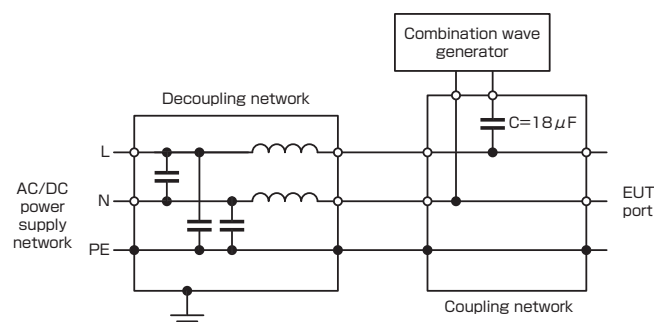 Combination wave
generator
Decoupling network
C=18μF
L
N
PE
AC/DC
power
supply
network
EUT
port
Coupling network